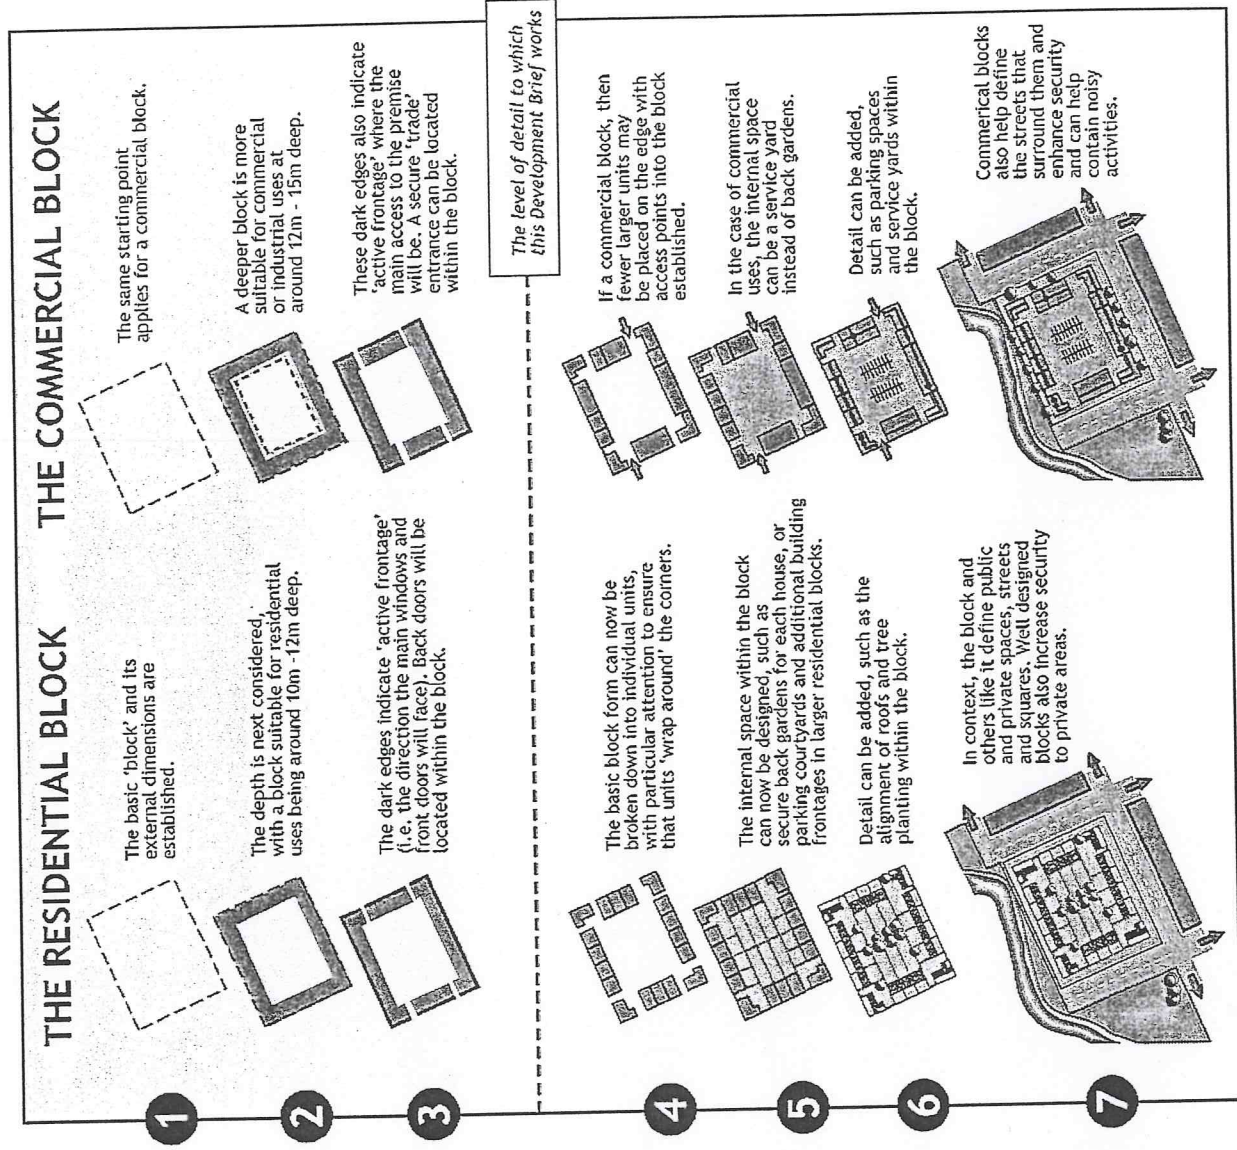 THE RESIDENTIAL BLOCK
THE COMMERCIAL BLOCK
1
The basic 'block' and its
external dimensions are
established.
The same starting point
applies for a commercial block.
2
The depth is next considered,
with a block suitable for residential
uses being around 10m -12m deep.
A deeper block is more
suitable for commercial
or industrial uses at
around 12m - 15m deep.
3
The dark edges indicate 'active frontage'
(i.e. the direction the main windows and
front doors will face). Back doors will be
located within the block.
These dark edges also indicate
'active frontage' where the
main access to the premise
will be. A secure 'trade'
entrance can be located
within the block.
The level of detail to which
this Development Brief works
4
The basic block form can now be
broken down into individual units,
with particular attention to ensure
that units 'wrap around' the corners.
If a commercial block, then
fewer larger units may
be placed on the edge with
access points into the block
established.
5
The internal space within the block
can now be designed, such as
secure back gardens for each house, or
parking courtyards and additional building
frontages in larger residential blocks.
In the case of commercial
uses, the internal space
can be a service yard
instead of back gardens.
6
Detail can be added, such as the
alignment of roofs and tree
planting within the block.
Detail can be added,
such as parking spaces
and service yards within
the block.
7
In context, the block and
others like it define public
and private spaces, streets
and squares. Well designed
blocks also increase security
to private areas.
Commerical blocks
also help define
the streets that
surround them and
enhance security
and can help
contain noisy
activities.